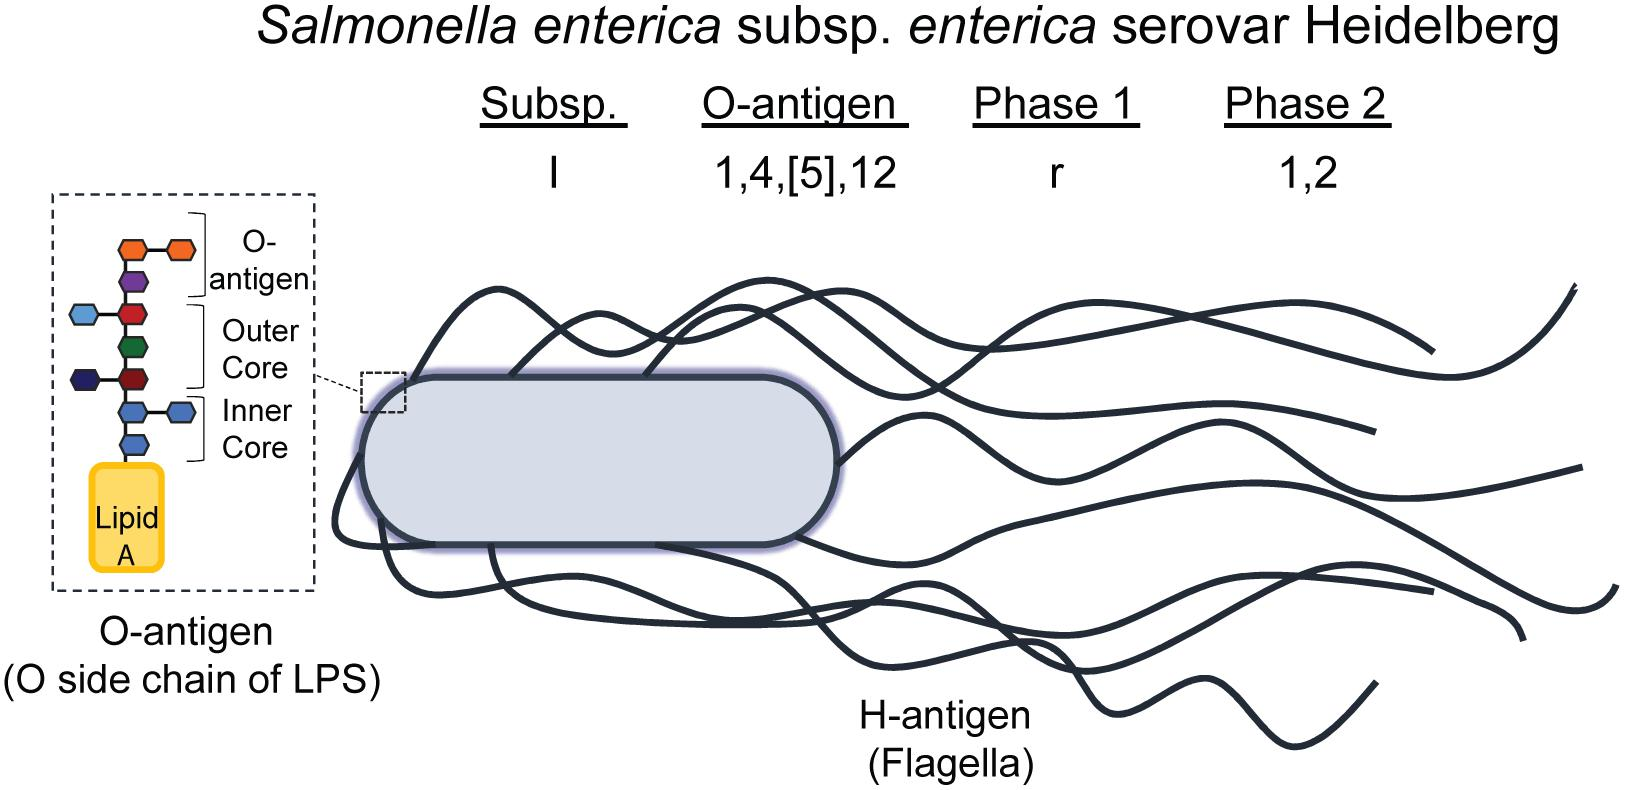 Salmonella enterica subsp. enterica serovar Heidelberg
Subsp. O-antigen Phase 1 Phase 2
I 1,4,[5],12 r 1,2
O-
antigen
Outer
Core
Inner
Core
Lipid
A
O-antigen
(O side chain of LPS)
H-antigen
(Flagella)